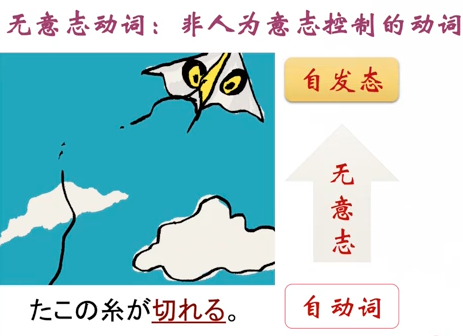 无意志动词：非人为意志控制的动词
自发态
无
意
志
自动词
たこの糸が切れる。